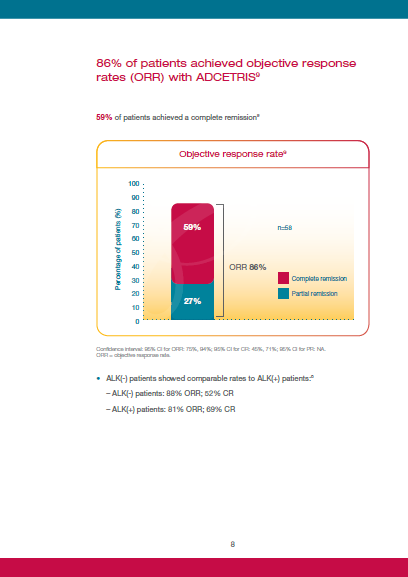 86% of patients achieved objective response
rates (ORR) with ADCETRIS⁹
59% of patients achieved a complete remission⁹
Objective response rate⁹
Percentage of patients (%)
100
90
80
70
60
50
40
30
20
10
0
59%
27%
ORR 86%
n=58
Complete remission
Partial remission
Confidence interval: 95% CI for ORR: 75%, 94%; 95% CI for CR: 45%, 71%; 95% CI for PR: NA.
ORR = objective response rate.
• ALK(-) patients showed comparable rates to ALK(+) patients:
– ALK(-) patients: 88% ORR; 52% CR
– ALK(+) patients: 81% ORR; 69% CR
8